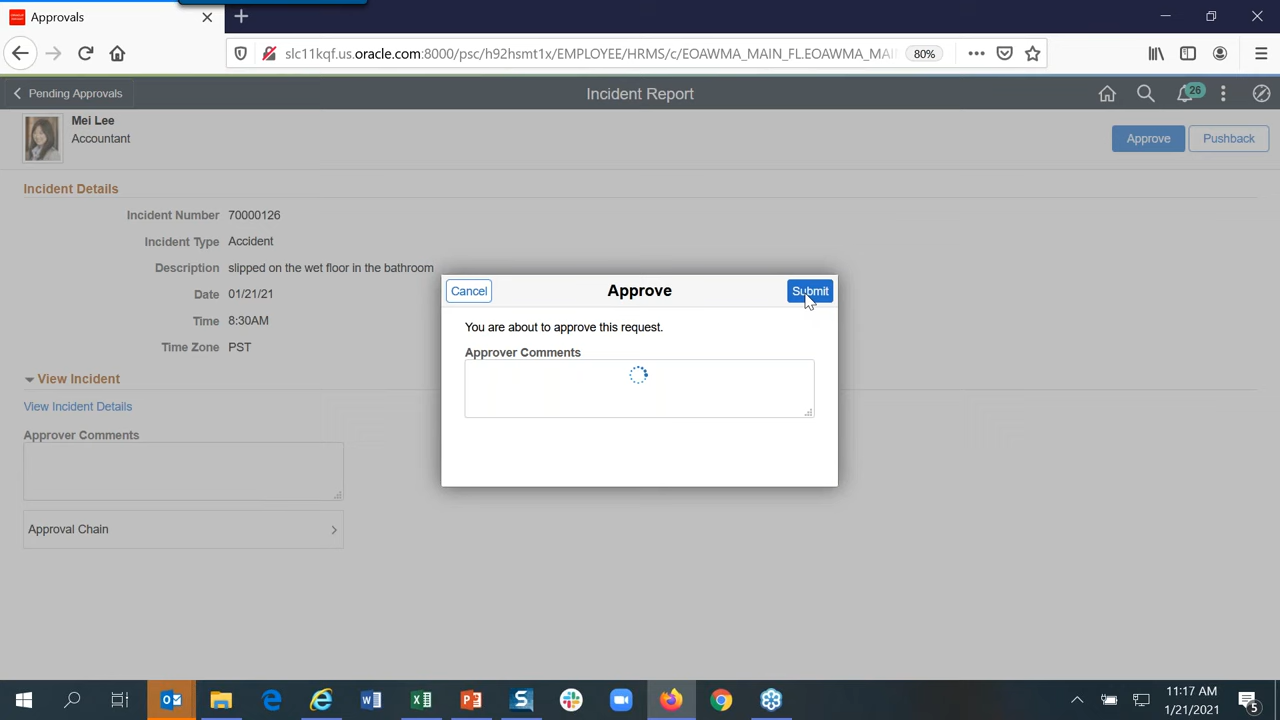 Approvals
slc11kqf.us.oracle.com:8000/psc/h92hsmt1x/EMPLOYEE/HRMS/c/EOAWMA_MAIN_FL.EOAWMA_MAI
80%
Pending Approvals
Incident Report
26
Mei Lee
Accountant
Approve
Pushback
Incident Details
Incident Number 70000126
Incident Type Accident
Description slipped on the wet floor in the bathroom
Date 01/21/21
Time 8:30AM
Time Zone PST
View Incident
View Incident Details
Approver Comments
Approval Chain
Cancel
Approve
Submit
You are about to approve this request.
Approver Comments
11:17 AM
1/21/2021
5